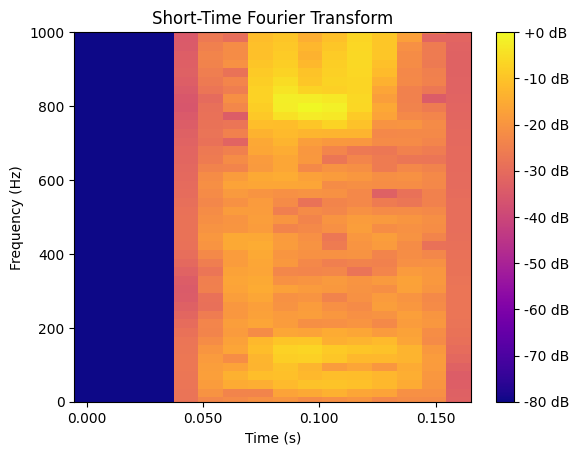 Short-Time Fourier Transform
1000
800
600
400
200
0
Frequency (Hz)
0.000
0.050
0.100
0.150
Time (s)
+0 dB
-10 dB
-20 dB
-30 dB
-40 dB
-50 dB
-60 dB
-70 dB
-80 dB